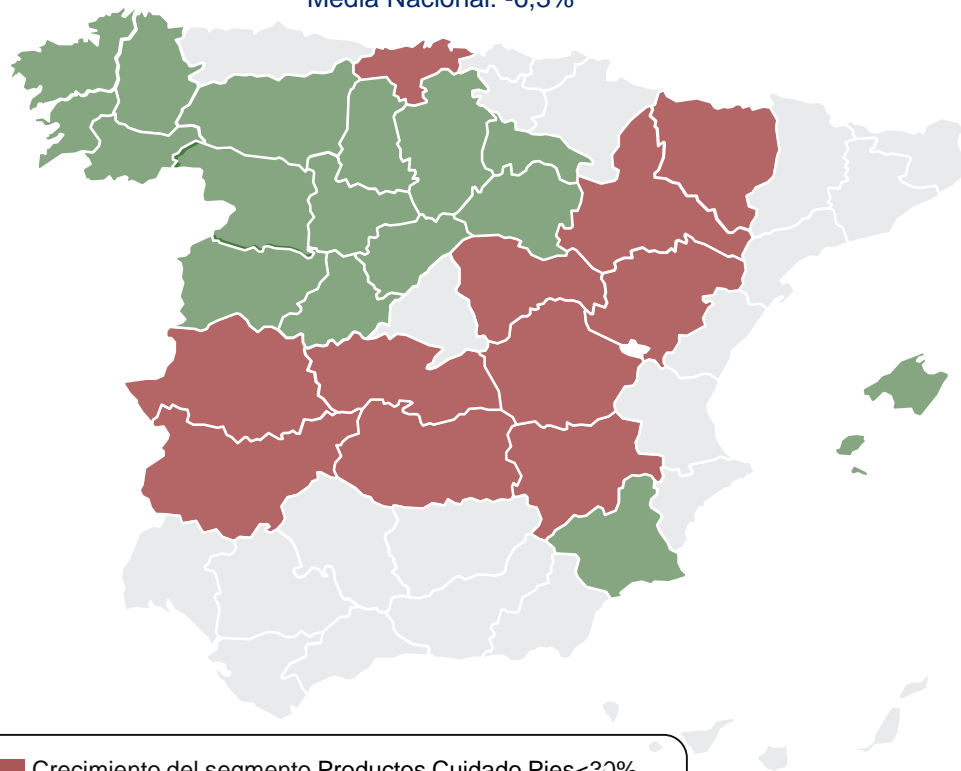 Media Nacional: -6,3%
Crecimiento del segmento Productos Cuidado Pies<30%